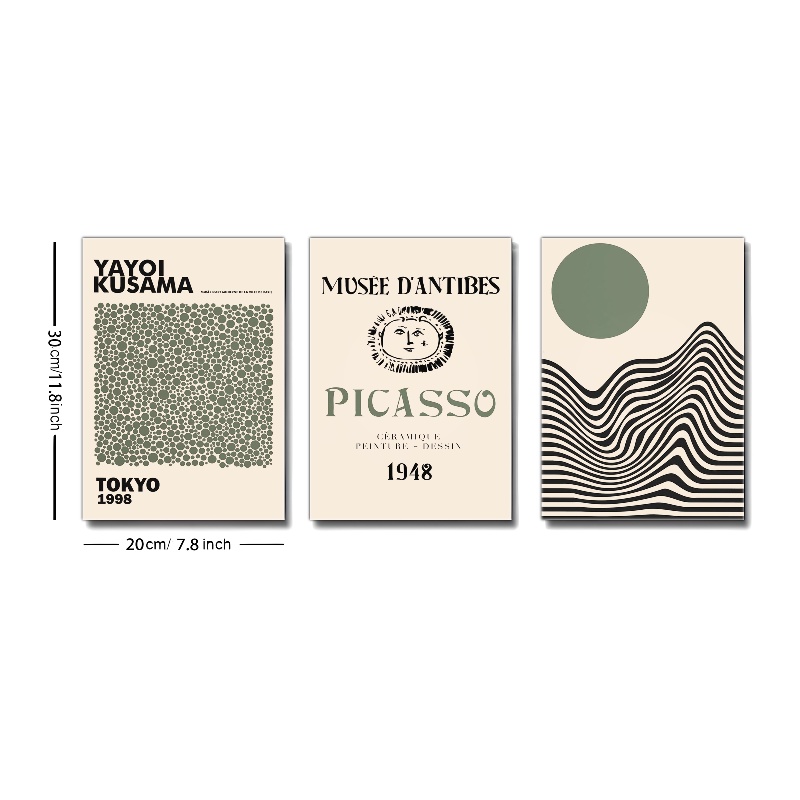 YAYOI
KUSAMA
TOKYO
1998
MUSÉE D'ANTIBES
PICASSO
CÉRAMIQUE
PEINTURE - DESSIN
1948
30cm/11.8inch
20cm/ 7.8 inch